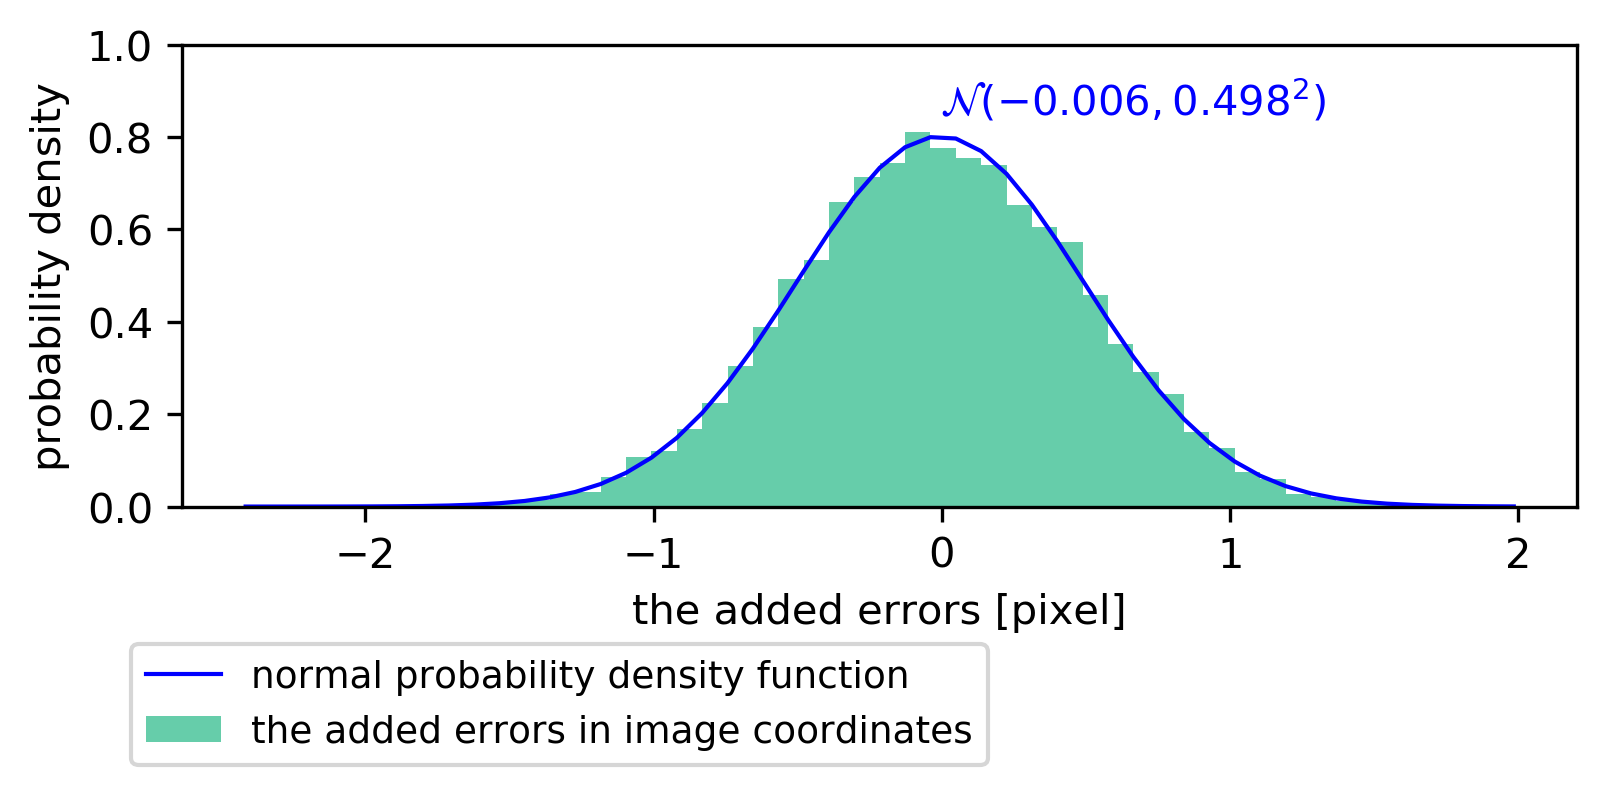 1.0
0.8
0.6
0.4
0.2
0.0
probability density
𝒩(−0.006, 0.498²)
−2 −1 0 1 2
the added errors [pixel]
normal probability density function
the added errors in image coordinates